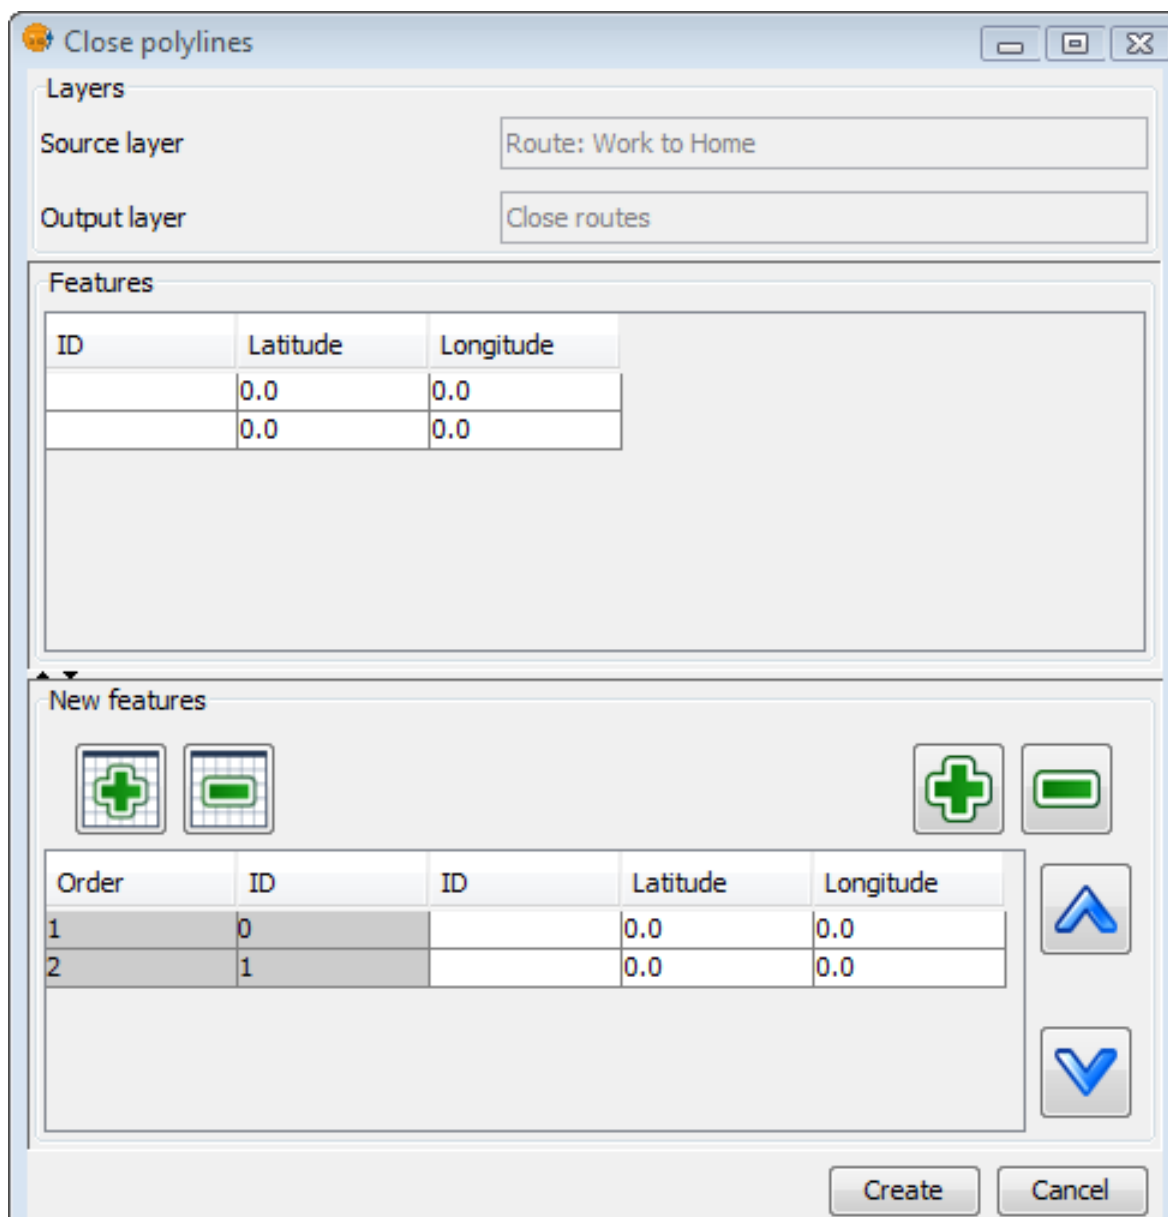 Close polylines
Layers
Source layer Route: Work to Home
Output layer Close routes
Features
ID Latitude Longitude
0.0 0.0
0.0 0.0
New features
Order ID ID Latitude Longitude
1 0 0.0 0.0
2 1 0.0 0.0
Create Cancel